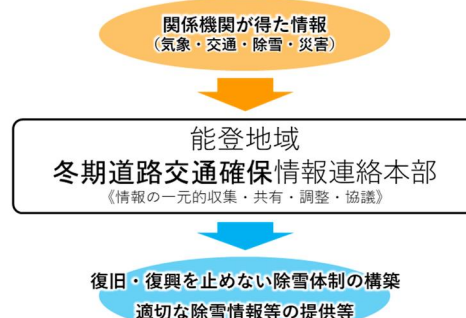 関係機関が得た情報
（気象・交通・除雪・災害）
能登地域
冬期道路交通確保情報連絡本部
《情報の一元的収集・共有・調整・協議》
復旧・復興を止めない除雪体制の構築
適切な除雪情報等の提供等